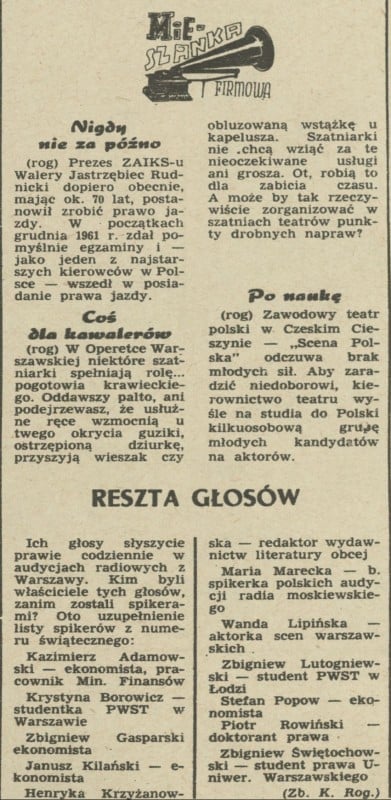 MiE-
SZANKA
FIRMOWA
Nigdy
nie za późno
(rog) Prezes ZAIKS-u
Walery Jastrzębiec Rud-
nicki dopiero obecnie,
mając ok. 70 lat, posta-
nowił zrobić prawo ja-
zdy. W początkach
grudnia 1961 r. zdał po-
myślnie egzaminy i —
jako jeden z najstar-
szych kierowców w Pol-
sce — wszedł w posia-
danie prawa jazdy.
Coś
dla kawalerów
(rog) W Operetce War-
szawskiej niektóre szat-
niarki spełniają rolę...
pogotowia krawieckie-
go. Oddawszy palto, ani
podejrzewasz, że usłuż-
ne ręce wzmocnią u
twego okrycia guziki,
ostrzępioną dziurkę,
przyszyją wieszak czy
obluzowaną wstążkę u
kapelusza. Szatniarki
nie chcą wziąć za te
nieoczekiwane usługi
ani grosza. Ot, robią to
dla zabicia czasu.
A może by tak rzeczy-
wiście zorganizować w
szatniach teatrów punk-
ty drobnych napraw?
Po naukę
(rog) Zawodowy teatr
polski w Czeskim Cie-
szynie — „Scena Pol-
ska" odczuwa brak
młodych sił. Aby zara-
dzić niedoborowi, kie-
rownictwo teatru wy-
śle na studia do Polski
kilkuosobową grupę
młodych kandydatów
na aktorów.
RESZTA GŁOSÓW
Ich głosy słyszycie
prawie codziennie w
audycjach radiowych z
Warszawy. Kim byli
właściciele tych głosów,
zanim zostali spikera-
mi? Oto uzupełnienie
listy spikerów z nume-
ru świątecznego:
Kazimierz Adamow-
ski — ekonomista, pra-
cownik Min. Finansów
Krystyna Borowicz —
studentka PWST w
Warszawie
Zbigniew Gasparski
ekonomista
Janusz Kilański — e-
konomista
Henryka Krzyżanow-
ska — redaktor wydaw-
nictw literatury obcej
Maria Marecka — b.
spikerka polskich audy-
cji radia moskiewskie-
go
Wanda Lipińska —
aktorka scen warszaw-
skich
Zbigniew Lutogniew-
ski — student PWST w
Łodzi
Stefan Popow — eko-
nomista
Piotr Rowiński —
doktorant prawa
Zbigniew Świętochow-
ski — student prawa U-
niwer. Warszawskiego
(Zb. K. Rog.)